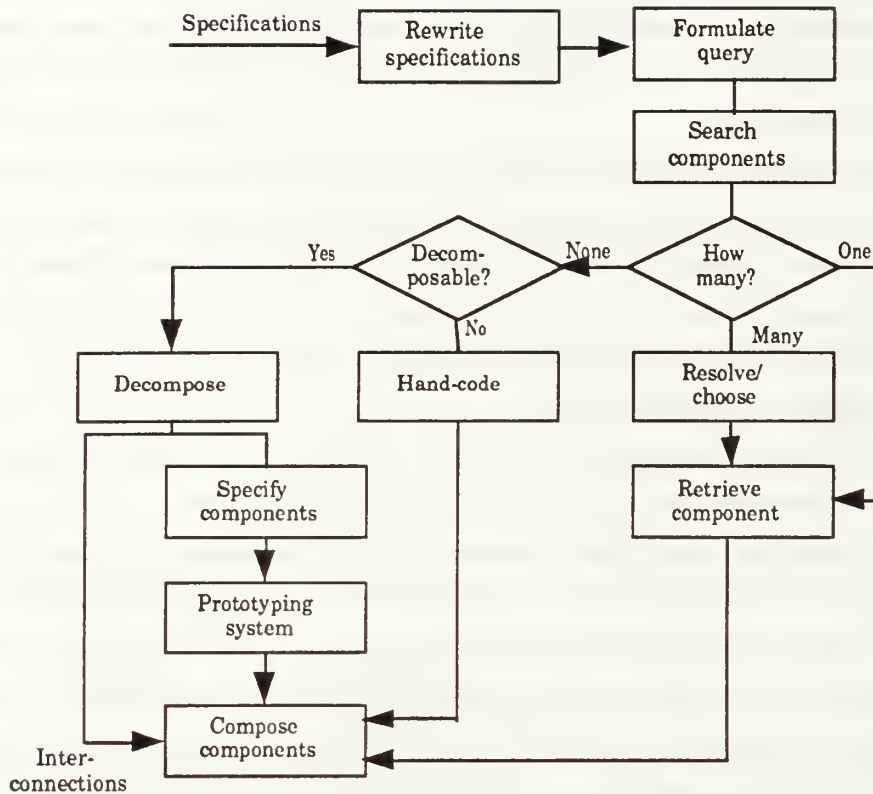 Specifications
Rewrite
specifications
Formulate
query
Search
components
Yes
Decom-
posable?
None
How
many?
One
No
Many
Decompose
Hand-code
Resolve/
choose
Specify
components
Retrieve
component
Prototyping
system
Compose
components
Inter-
connections